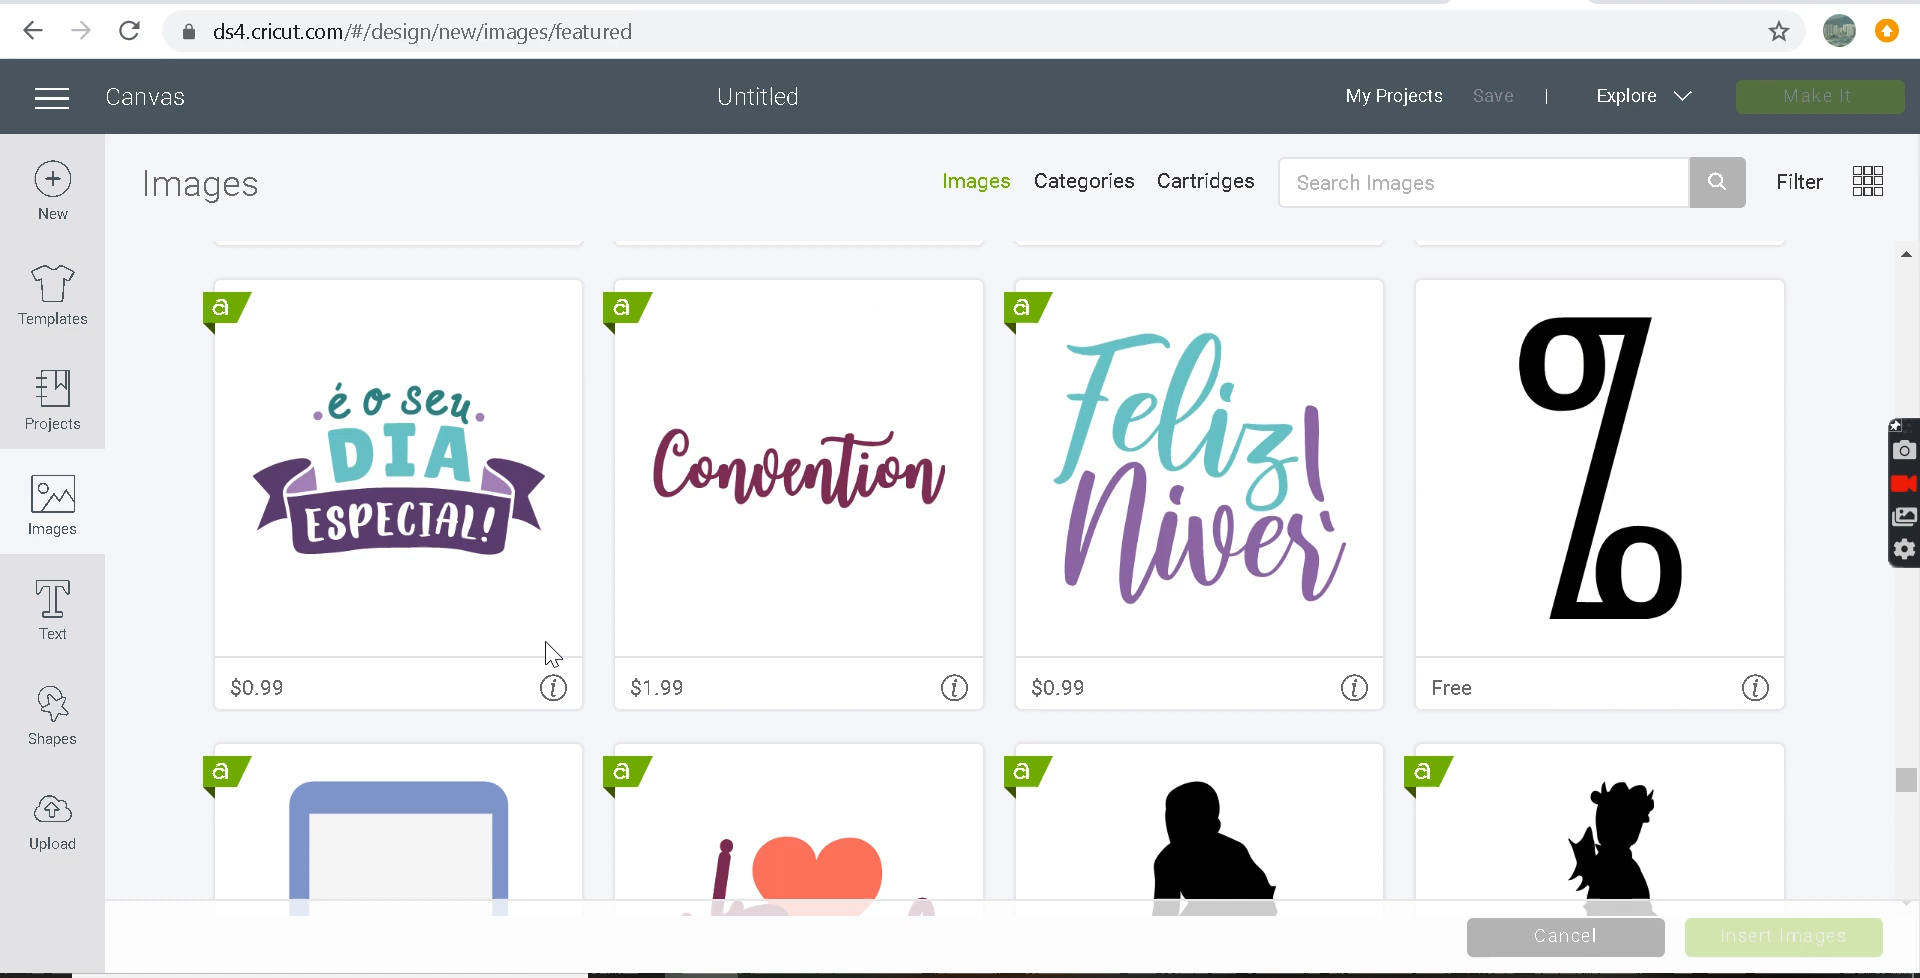 ds4.cricut.com/#/design/new/images/featured
Canvas
Untitled
My Projects
Save
Explore
Make It
New
Templates
Projects
Images
Text
Shapes
Upload
Images
Images
Categories
Cartridges
Search Images
Filter
a
é o seu
DIA
ESPECIAL!
$0.99
a
Convention
$1.99
a
Feliz
Niver!
$0.99
%
Free
a
a
i
a
a
Cancel
Insert Images